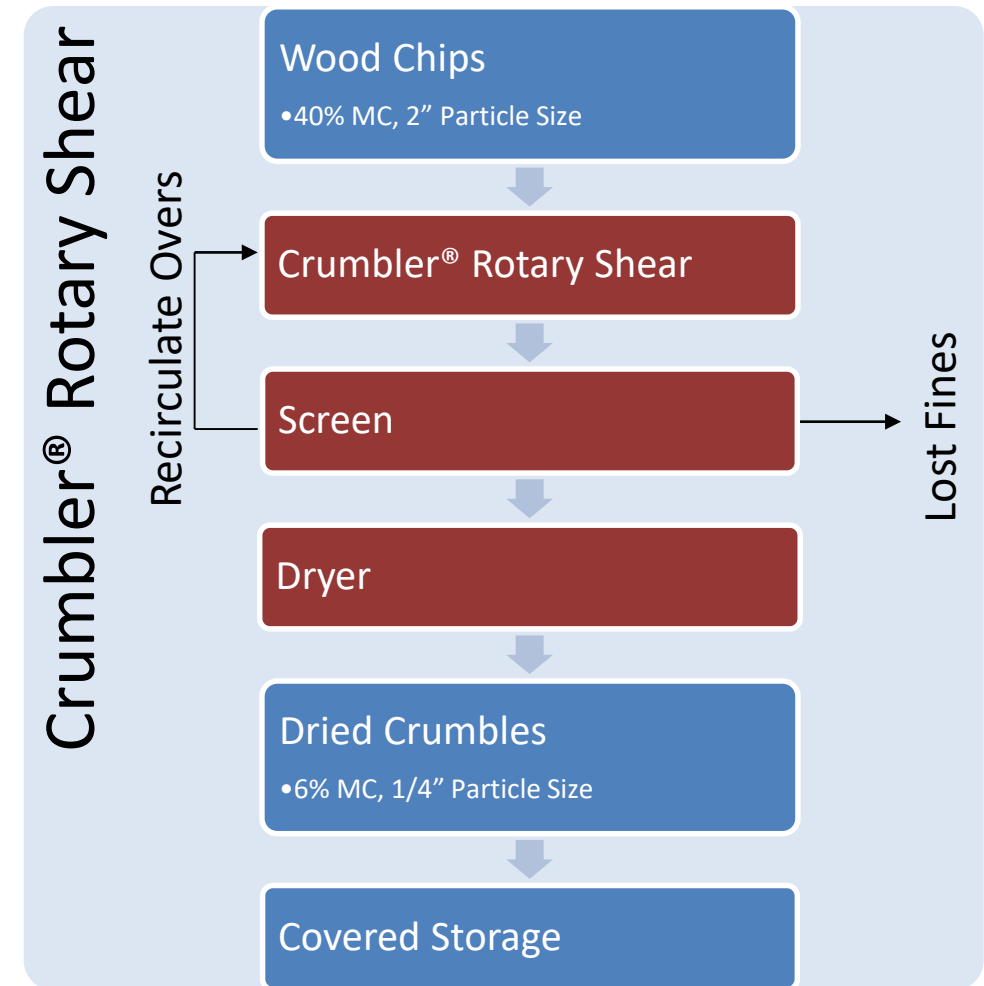 Crumbler® Rotary Shear
Wood Chips
•40% MC, 2” Particle Size
Recirculate Overs
Crumbler® Rotary Shear
Screen
Lost Fines
Dryer
Dried Crumbles
•6% MC, 1/4” Particle Size
Covered Storage